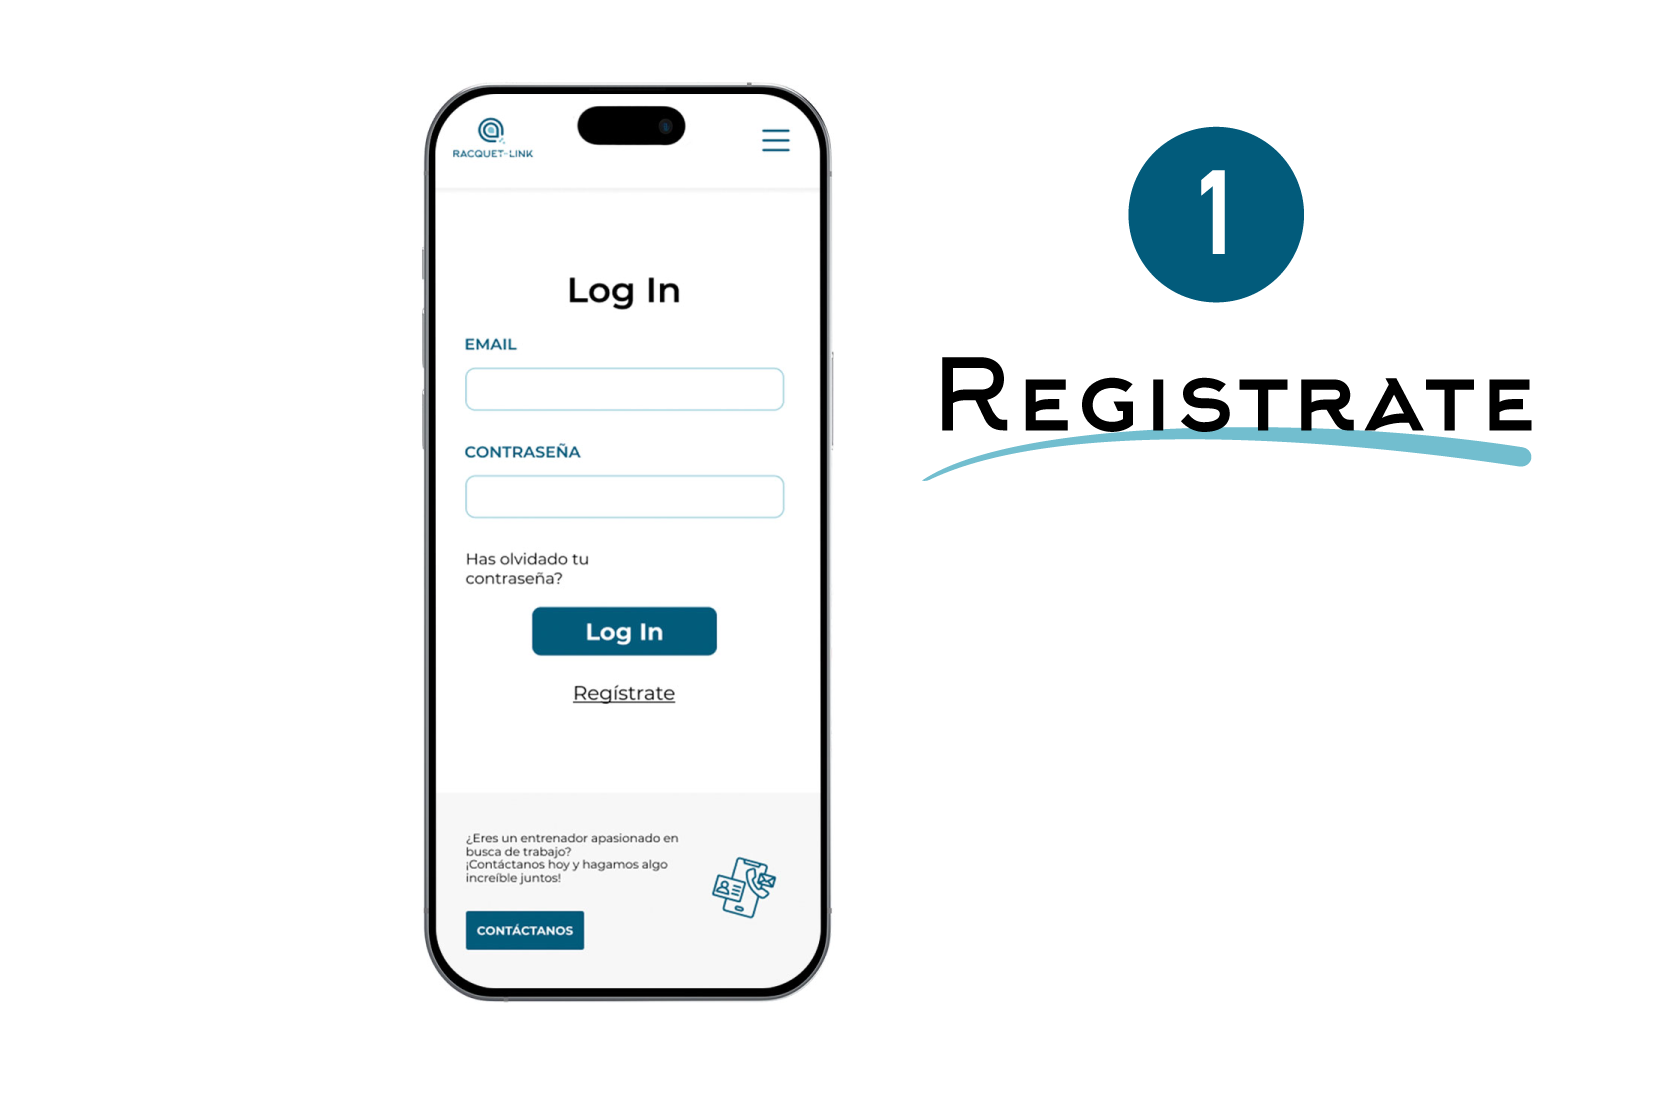 RACQUET-LINK
Log In
EMAIL
CONTRASEÑA
Has olvidado tu
contraseña?
Log In
Regístrate
¿Eres un entrenador apasionado en
busca de trabajo?
¡Contáctanos hoy y hagamos algo
increíble juntos!
CONTÁCTANOS
1
REGISTRATE